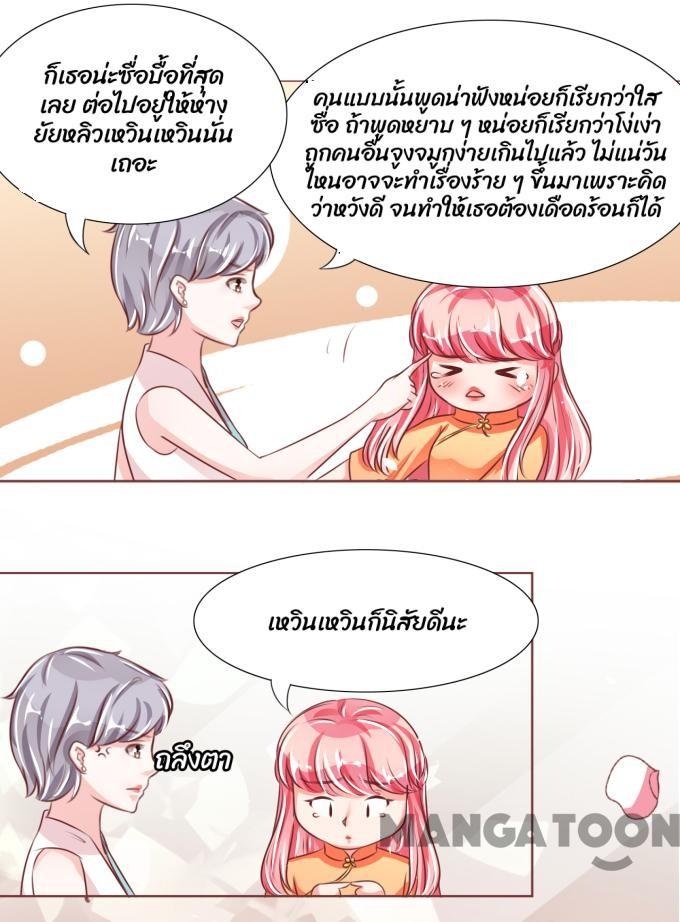 ก็เธอน่ะซื่อบื้อที่สุด
เลย ต่อไปอยู่ให้ห่าง
ยัยหลิวเหวินเหวินนั่น
เถอะ
คนแบบนั้นพูดน่าฟังหน่อยก็เรียกว่าใส
ซื่อ ถ้าพูดหยาบ ๆ หน่อยก็เรียกว่าโง่เง่า
ถูกคนอื่นจูงจมูกง่ายเกินไปแล้ว ไม่แน่วัน
ไหนอาจจะทำเรื่องร้าย ๆ ขึ้นมาเพราะคิด
ว่าหวังดี จนทำให้เธอต้องเดือดร้อนก็ได้
เหวินเหวินก็นิสัยดีนะ
ถลึงตา
MANGATOON